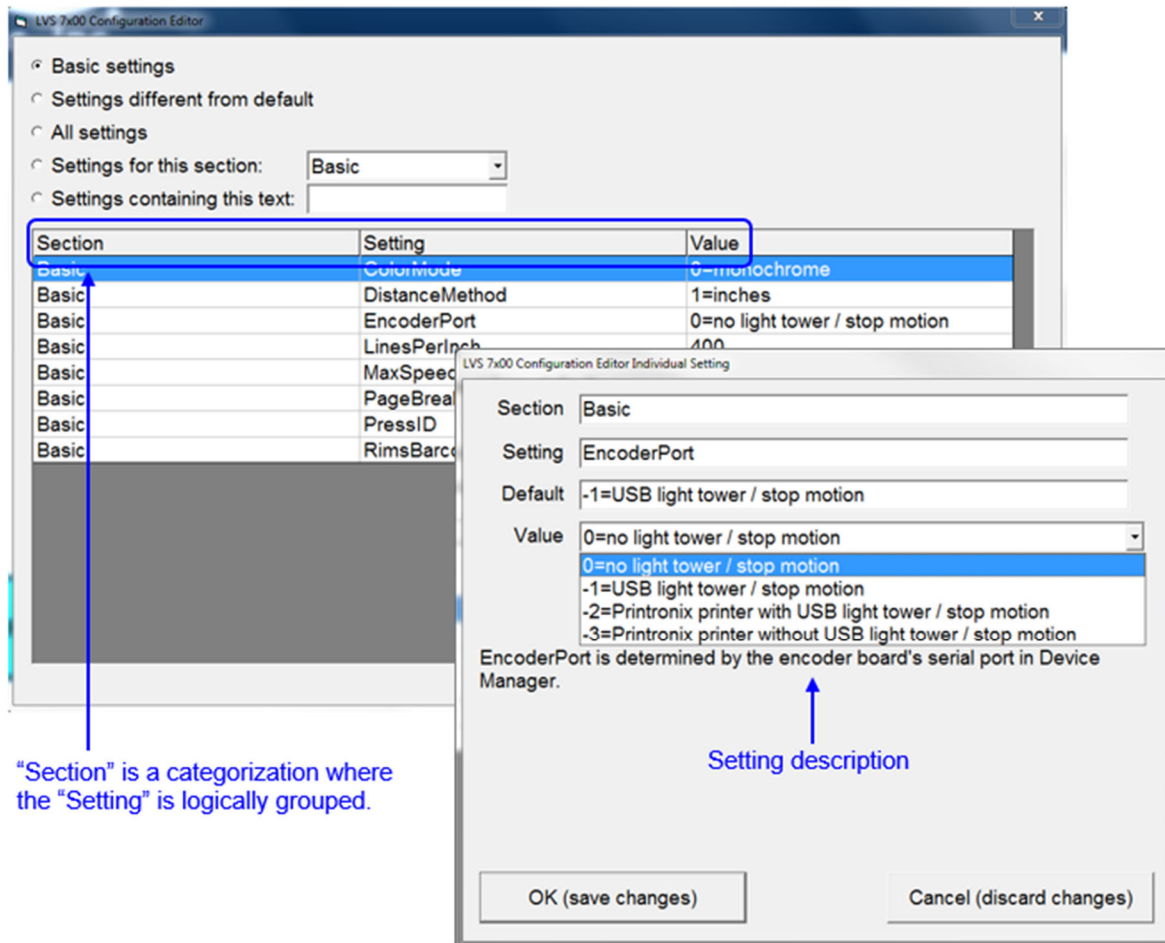 LVS 7x00 Configuration Editor
x
Basic settings
Settings different from default
All settings
Settings for this section: Basic
Settings containing this text:
Section Setting Value
Basic ColorMode 0=monochrome
Basic DistanceMethod 1=inches
Basic EncoderPort 0=no light tower / stop motion
Basic LinesPerInch 400
Basic MaxSpeed
Basic
Basic PressID
Basic
LVS 7x00 Configuration Editor Individual Setting
Section Basic
Setting EncoderPort
Default -1=USB light tower / stop motion
Value 0=no light tower / stop motion
0=no light tower / stop motion
-1=USB light tower / stop motion
-2=Printronix printer with USB light tower / stop motion
-3=Printronix printer without USB light tower / stop motion
EncoderPort is determined by the encoder board's serial port in Device
Manager.
Setting description
“Section” is a categorization where
the “Setting” is logically grouped.
OK (save changes) Cancel (discard changes)